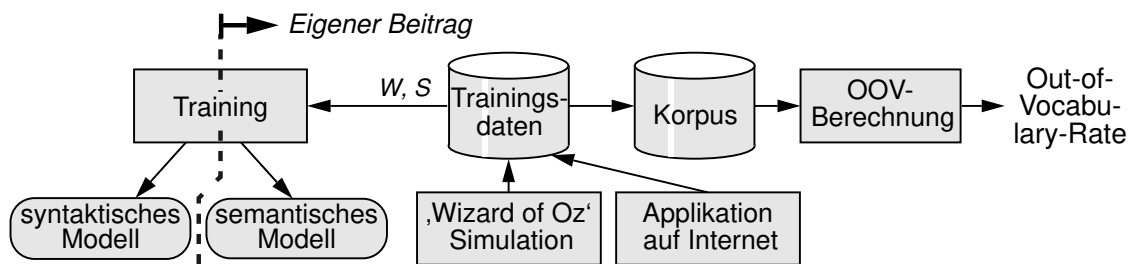 Eigener Beitrag
Training
W, S
Trainings-
daten
Korpus
OOV-
Berechnung
Out-of-
Vocabu-
lary-Rate
syntaktisches
Modell
semantisches
Modell
‚Wizard of Oz‘
Simulation
Applikation
auf Internet